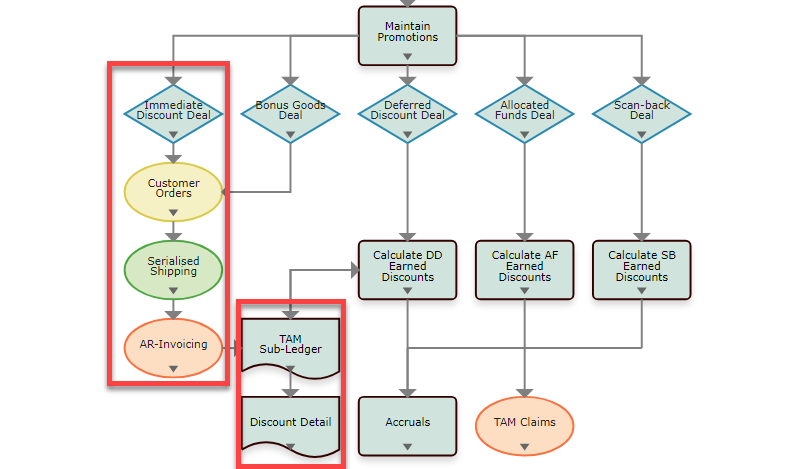 Maintain
Promotions
Immediate
Discount Deal
Bonus Goods
Deal
Deferred
Discount Deal
Allocated
Funds Deal
Scan-back
Deal
Customer
Orders
Serialised
Shipping
Calculate DD
Earned
Discounts
Calculate AF
Earned
Discounts
Calculate SB
Earned
Discounts
AR-Invoicing
TAM
Sub-Ledger
Discount Detail
Accruals
TAM Claims